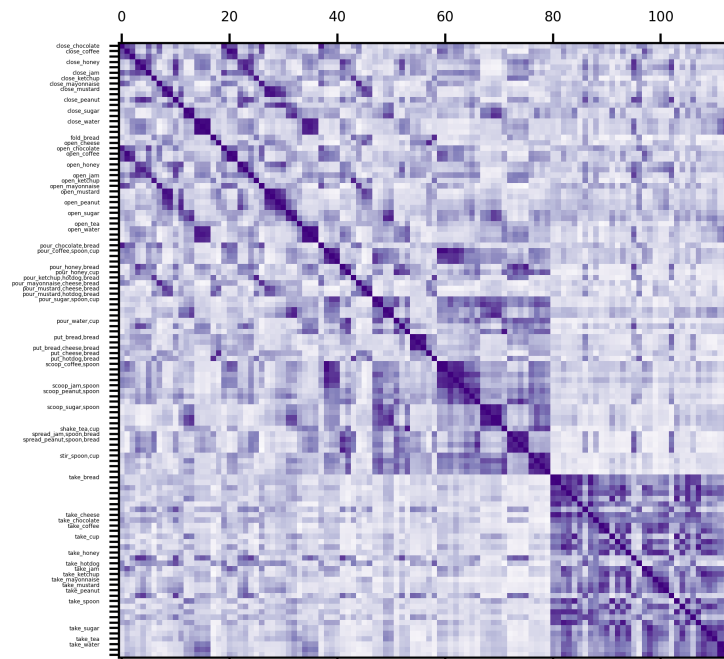 0 20 40 60 80 100
close_chocolate
close_coffee
close_honey
close_jam
close_ketchup
close_mayonnaise
close_mustard
close_peanut
close_sugar
close_water
fold_bread
open_cheese
open_chocolate
open_coffee
open_honey
open_jam
open_ketchup
open_mayonnaise
open_mustard
open_peanut
open_sugar
open_tea
open_water
pour_chocolate,bread
pour_coffee,spoon,cup
pour_honey,bread
pour_honey,cup
pour_ketchup,hotdog,bread
pour_mayonnaise,cheese,bread
pour_mustard,cheese,bread
pour_mustard,hotdog,bread
pour_sugar,spoon,cup
pour_water,cup
put_bread,bread
put_bread,cheese,bread
put_cheese,bread
put_hotdog,bread
scoop_coffee,spoon
scoop_jam,spoon
scoop_peanut,spoon
scoop_sugar,spoon
shake_tea,cup
spread_jam,spoon,bread
spread_peanut,spoon,bread
stir_spoon,cup
take_bread
take_cheese
take_chocolate
take_coffee
take_cup
take_honey
take_hotdog
take_jam
take_ketchup
take_mayonnaise
take_mustard
take_peanut
take_spoon
take_sugar
take_tea
take_water